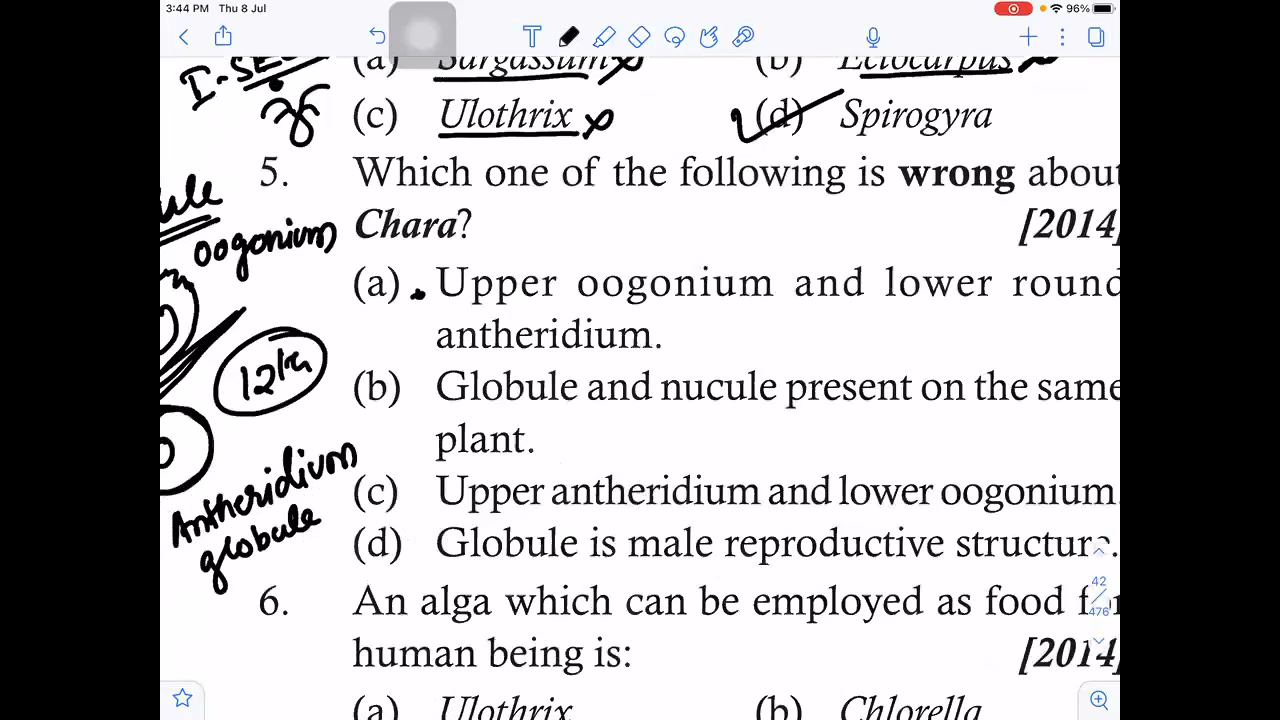 3:44 PM Thu 8 Jul
96%
T
(a) Sargassum (b) Ectocarpus
(c) Ulothrix (d) Spirogyra
5. Which one of the following is wrong about
Chara? [2014]
oogonium
(a) Upper oogonium and lower round
antheridium.
12th
(b) Globule and nucule present on the same
plant.
(c) Upper antheridium and lower oogonium
Antheridium
(d) Globule is male reproductive structure.
globule
42
476
6. An alga which can be employed as food for
human being is: [2014]
(a) Ulothrix (b) Chlorella